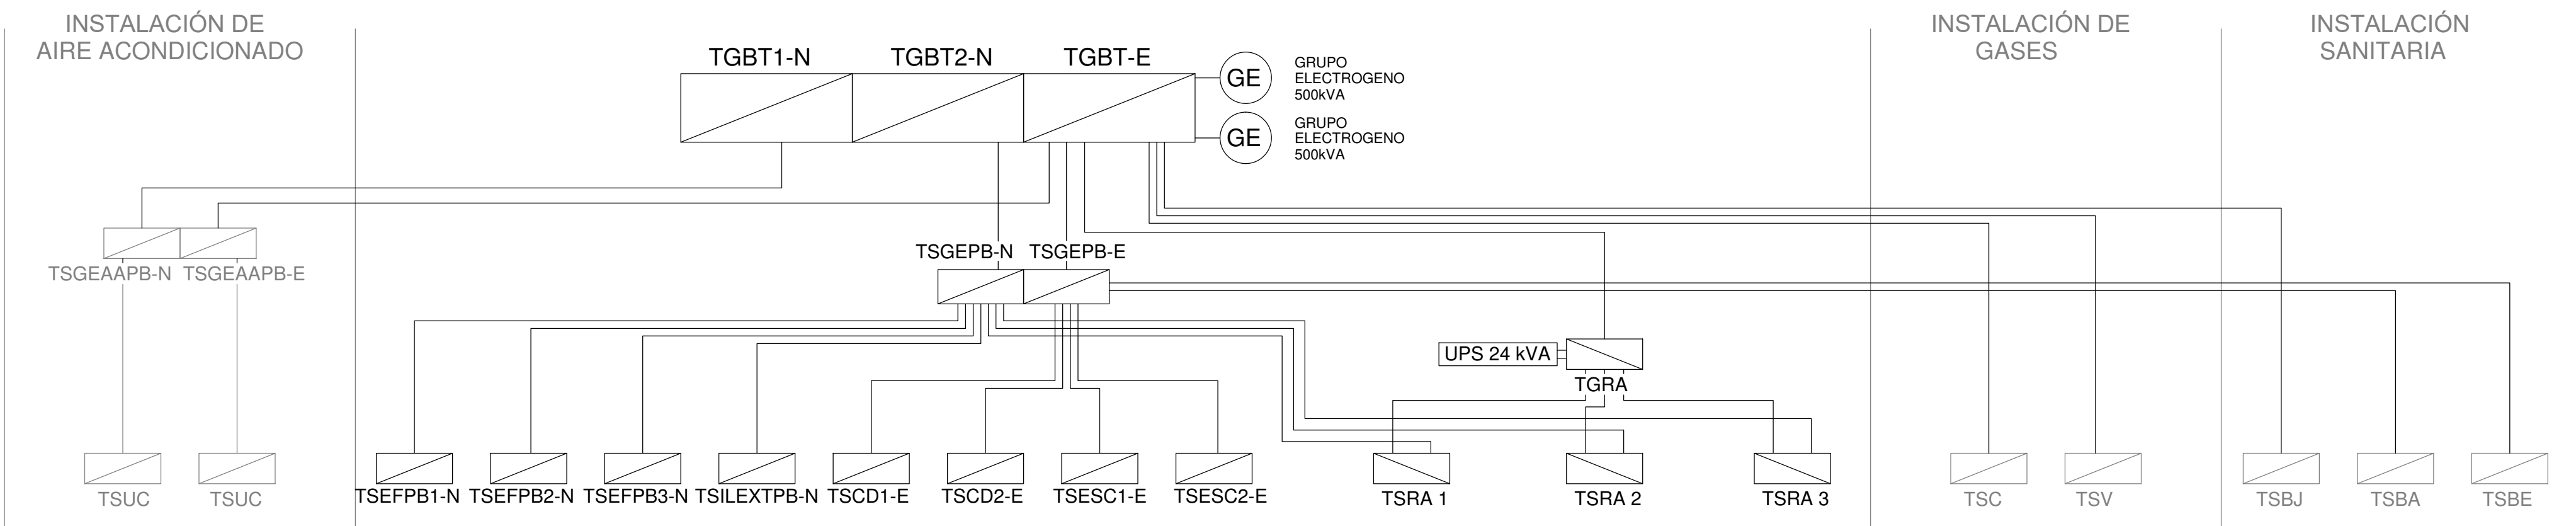 INSTALACIÓN DE
AIRE ACONDICIONADO
INSTALACIÓN DE
GASES
INSTALACIÓN
SANITARIA
TGBT1-N
TGBT2-N
TGBT-E
GE
GRUPO
ELECTROGENO
500kVA
GE
GRUPO
ELECTROGENO
500kVA
TSGEAAPB-N
TSGEAAPB-E
TSGEPB-N
TSGEPB-E
UPS 24 kVA
TGRA
TSUC
TSUC
TSEFPB1-N
TSEFPB2-N
TSEFPB3-N
TSILEXTPB-N
TSCD1-E
TSCD2-E
TSESC1-E
TSESC2-E
TSRA 1
TSRA 2
TSRA 3
TSC
TSV
TSBJ
TSBA
TSBE